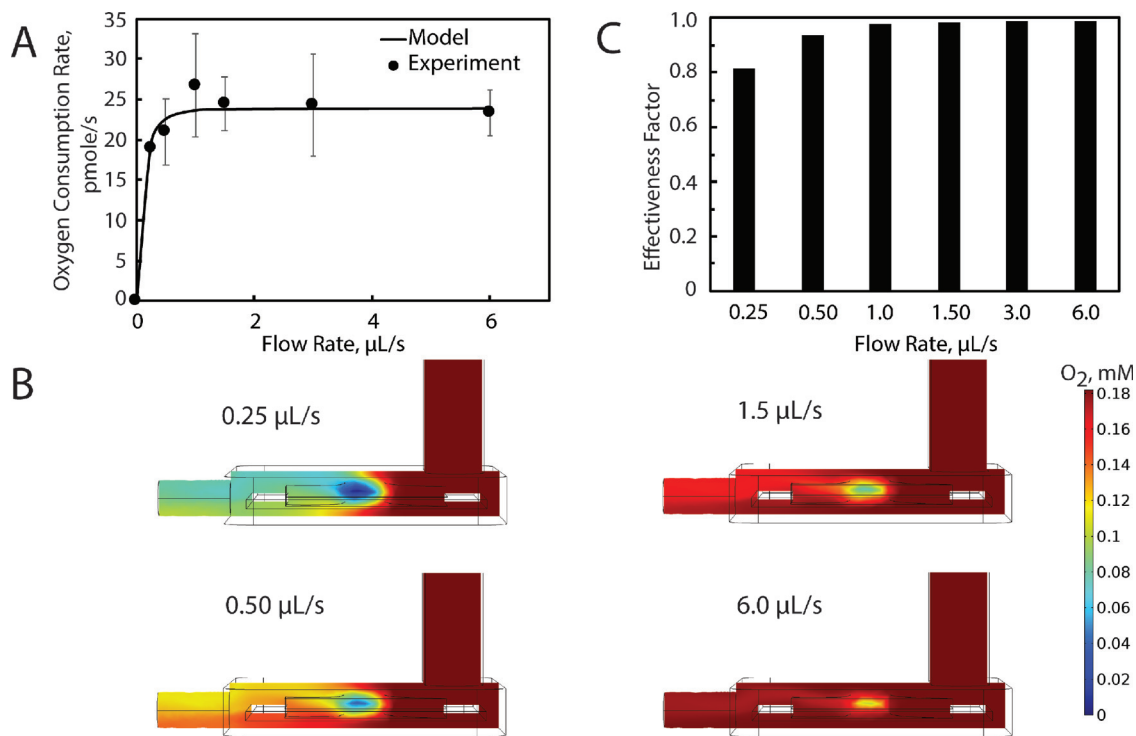 A
35
30
25
20
15
10
5
0
Oxygen Consumption Rate,
pmole/s
Model
Experiment
0 2 4 6
Flow Rate, µL/s
C
1.0
0.8
0.6
0.4
0.2
0
Effectiveness Factor
0.25 0.50 1.0 1.50 3.0 6.0
Flow Rate, µL/s
B
0.25 µL/s
1.5 µL/s
0.50 µL/s
6.0 µL/s
O2, mM
0.18
0.16
0.14
0.12
0.1
0.08
0.06
0.04
0.02
0